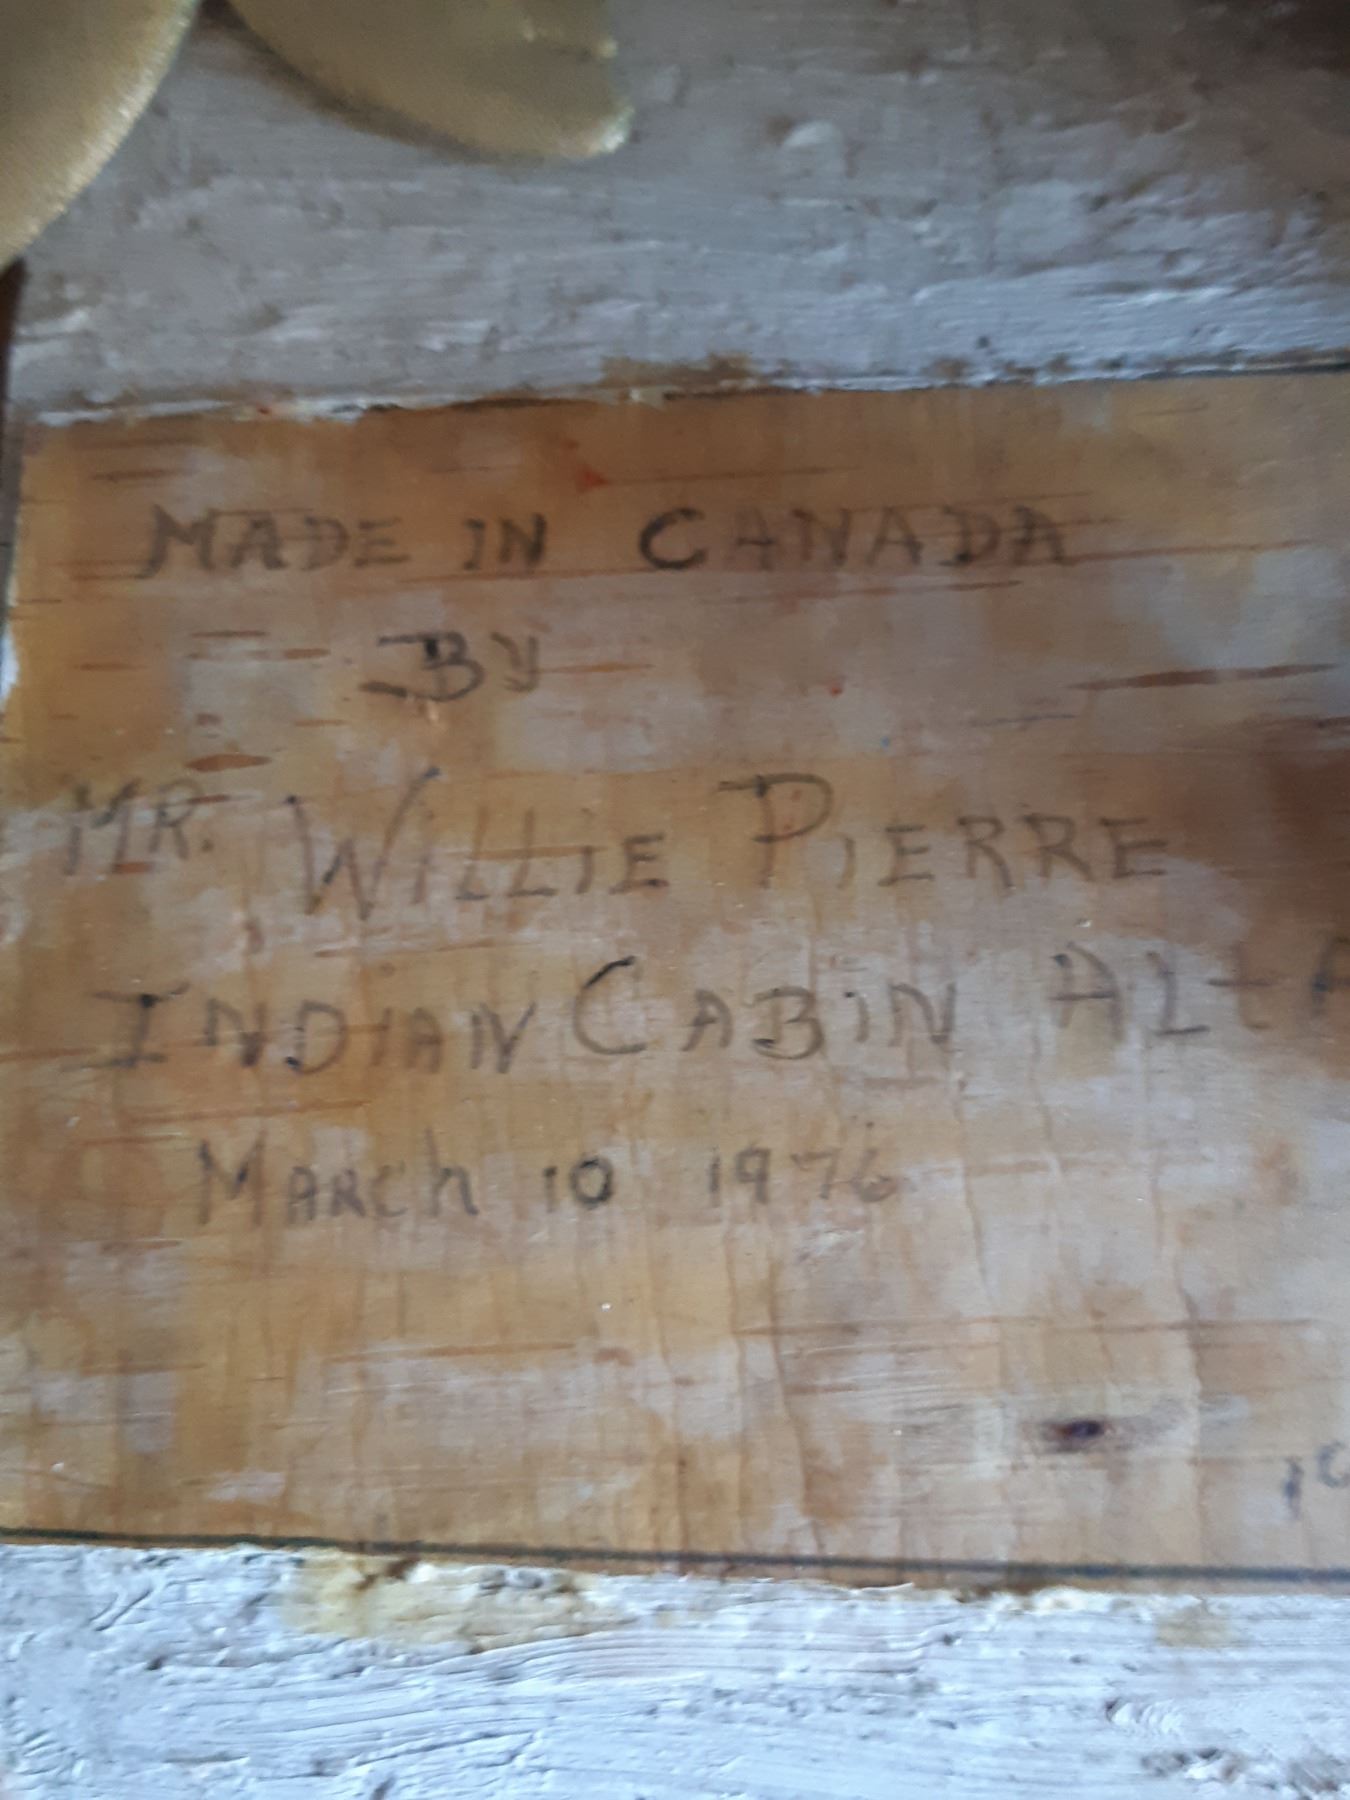 MADE IN CANADA
BY
MR. WILLIE PIERRE
INDIAN CABIN ALTA
MARCh 10 1976